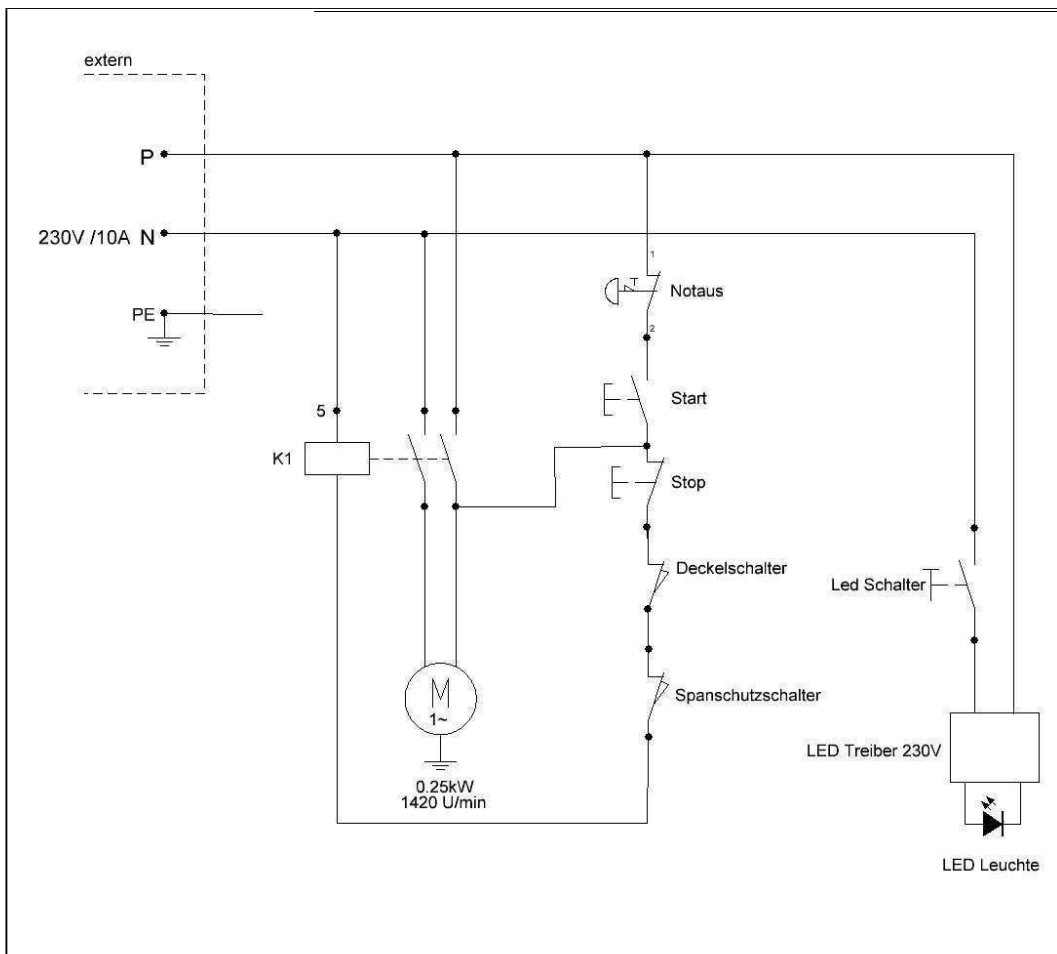 extern
P
230V /10A N
PE
1
Notaus
2
Start
5
K1
Stop
Deckelschalter
Led Schalter
Spanschutzschalter
M
1~
LED Treiber 230V
0.25kW
1420 U/min
LED Leuchte